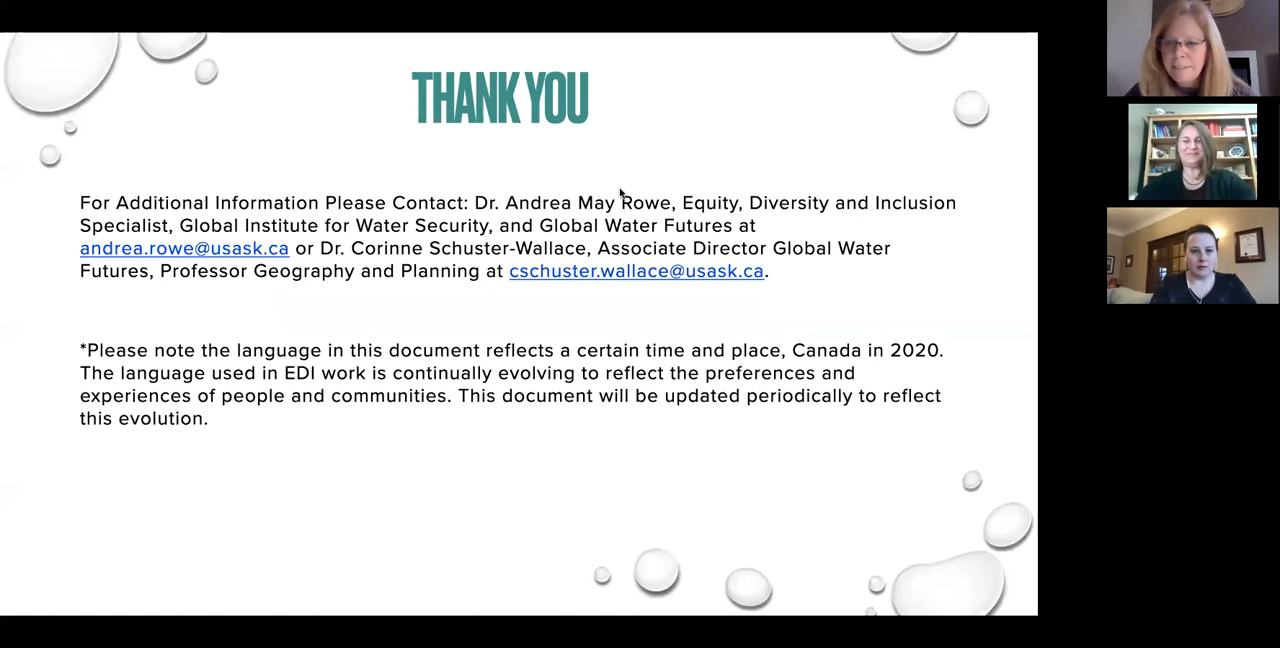 THANK YOU
For Additional Information Please Contact: Dr. Andrea May Rowe, Equity, Diversity and Inclusion
Specialist, Global Institute for Water Security, and Global Water Futures at
andrea.rowe@usask.ca or Dr. Corinne Schuster-Wallace, Associate Director Global Water
Futures, Professor Geography and Planning at cschuster.wallace@usask.ca.
*Please note the language in this document reflects a certain time and place, Canada in 2020.
The language used in EDI work is continually evolving to reflect the preferences and
experiences of people and communities. This document will be updated periodically to reflect
this evolution.